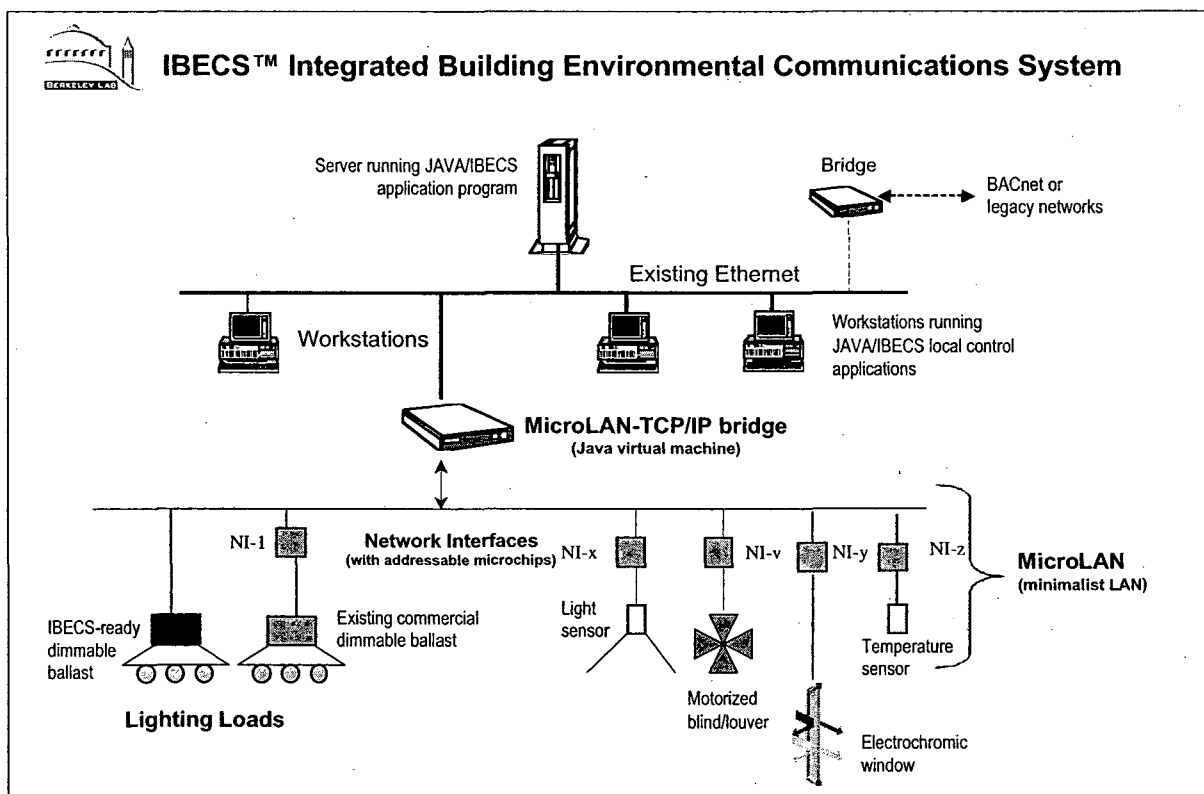 BERKELEY LAB
IBECS™ Integrated Building Environmental Communications System
Server running JAVA/IBECS
application program
Bridge
BACnet or
legacy networks
Existing Ethernet
Workstations
Workstations running
JAVA/IBECS local control
applications
MicroLAN-TCP/IP bridge
(Java virtual machine)
NI-1
Network Interfaces
(with addressable microchips)
NI-x
NI-v
NI-y
NI-z
MicroLAN
(minimalist LAN)
IBECS-ready
dimmable
ballast
Existing commercial
dimmable ballast
Light
sensor
Temperature
sensor
Motorized
blind/louver
Lighting Loads
Electrochromic
window